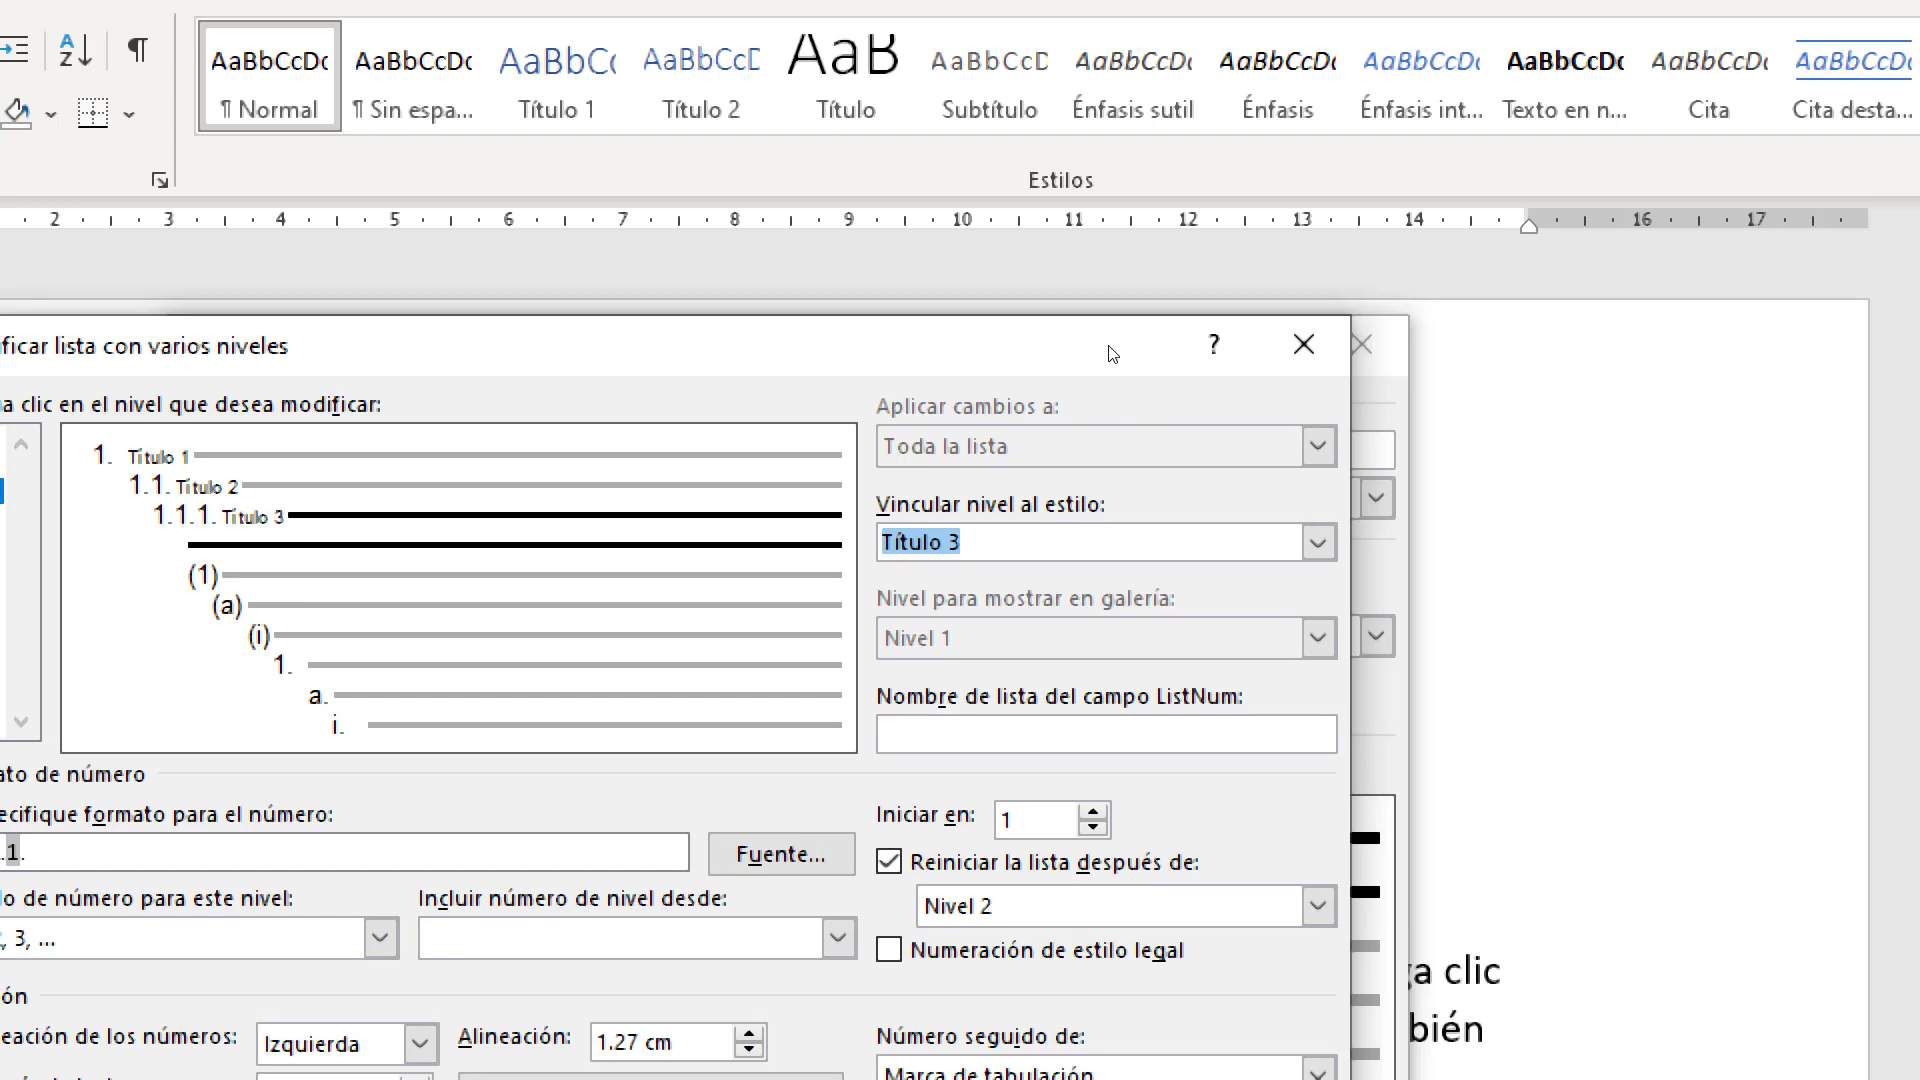 AaBbCcDc AaBbCcDc AaBbC( AaBbCcD AaB AaBbCcD AaBbCcDc AaBbCcDc AaBbCcDc AaBbCcDc AaBbCcDc AaBbCcDc
¶ Normal ¶ Sin espa... Título 1 Título 2 Título Subtítulo Énfasis sutil Énfasis Énfasis int... Texto en n... Cita Cita desta...
Estilos
2 3 4 5 6 7 8 9 10 11 12 13 14 16 17
ficar lista con varios niveles ?
a clic en el nivel que desea modificar:
1. Título 1
1.1. Título 2
1.1.1. Título 3
(1)
(a)
(i)
1.
a.
i.
Aplicar cambios a:
Toda la lista
Vincular nivel al estilo:
Título 3
Nivel para mostrar en galería:
Nivel 1
Nombre de lista del campo ListNum:
ato de número
ecifique formato para el número:
.1.
Fuente...
lo de número para este nivel:
, 3, ...
Incluir número de nivel desde:
Iniciar en: 1
Reiniciar la lista después de:
Nivel 2
Numeración de estilo legal
ón
eación de los números: Izquierda
Alineación: 1.27 cm
Número seguido de:
Marca de tabulación
ga clic
bién